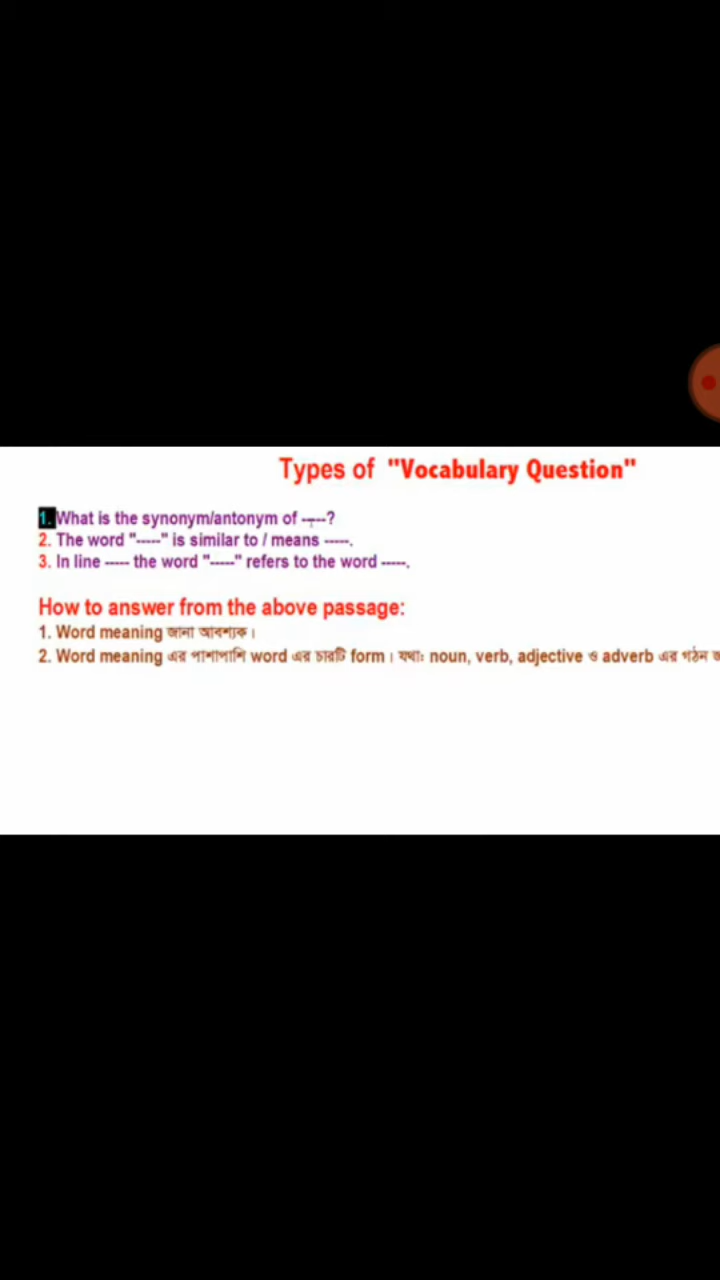 Types of "Vocabulary Question"
1. What is the synonym/antonym of -----?
2. The word "-----" is similar to / means -----.
3. In line ----- the word "-----" refers to the word -----.
How to answer from the above passage:
1. Word meaning জানা আবশ্যক।
2. Word meaning এর পাশাপাশি word এর চারটি form। যথাঃ noun, verb, adjective ও adverb এর গঠন